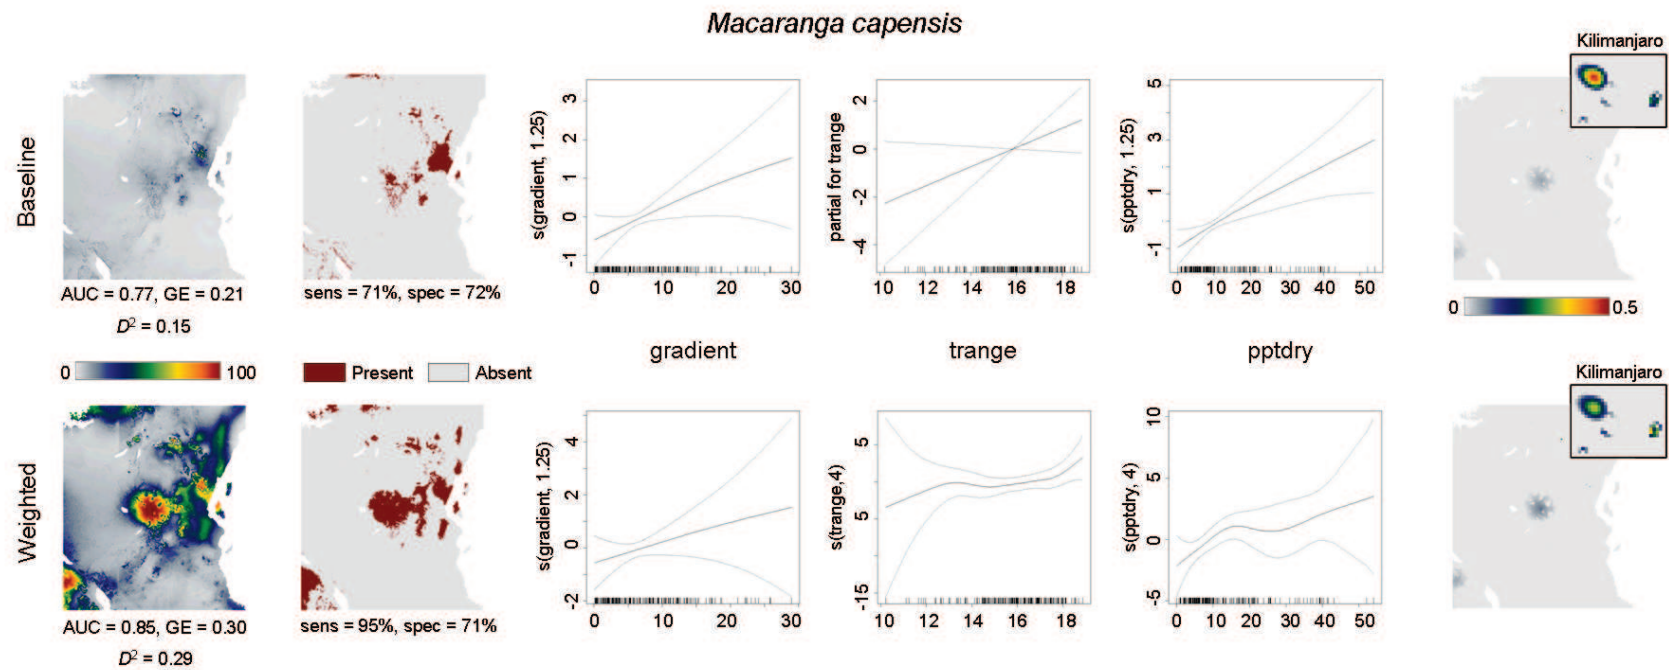 Macaranga capensis
Baseline
AUC = 0.77, GE = 0.21
D² = 0.15
0 100
sens = 71%, spec = 72%
Present Absent
s(gradient, 1.25)
3
2
1
0
-1
0 10 20 30
gradient
partial for trange
2
0
-2
-4
10 12 14 16 18
trange
s(pptdry, 1.25)
5
3
1
-1
0 10 20 30 40 50
pptdry
Kilimanjaro
0 0.5
Weighted
AUC = 0.85, GE = 0.30
D² = 0.29
sens = 95%, spec = 71%
s(gradient, 1.25)
4
2
0
-2
0 10 20 30
s(trange,4)
5
5
-15
10 12 14 16 18
s(pptdry, 4)
10
5
0
-5
0 10 20 30 40 50
Kilimanjaro